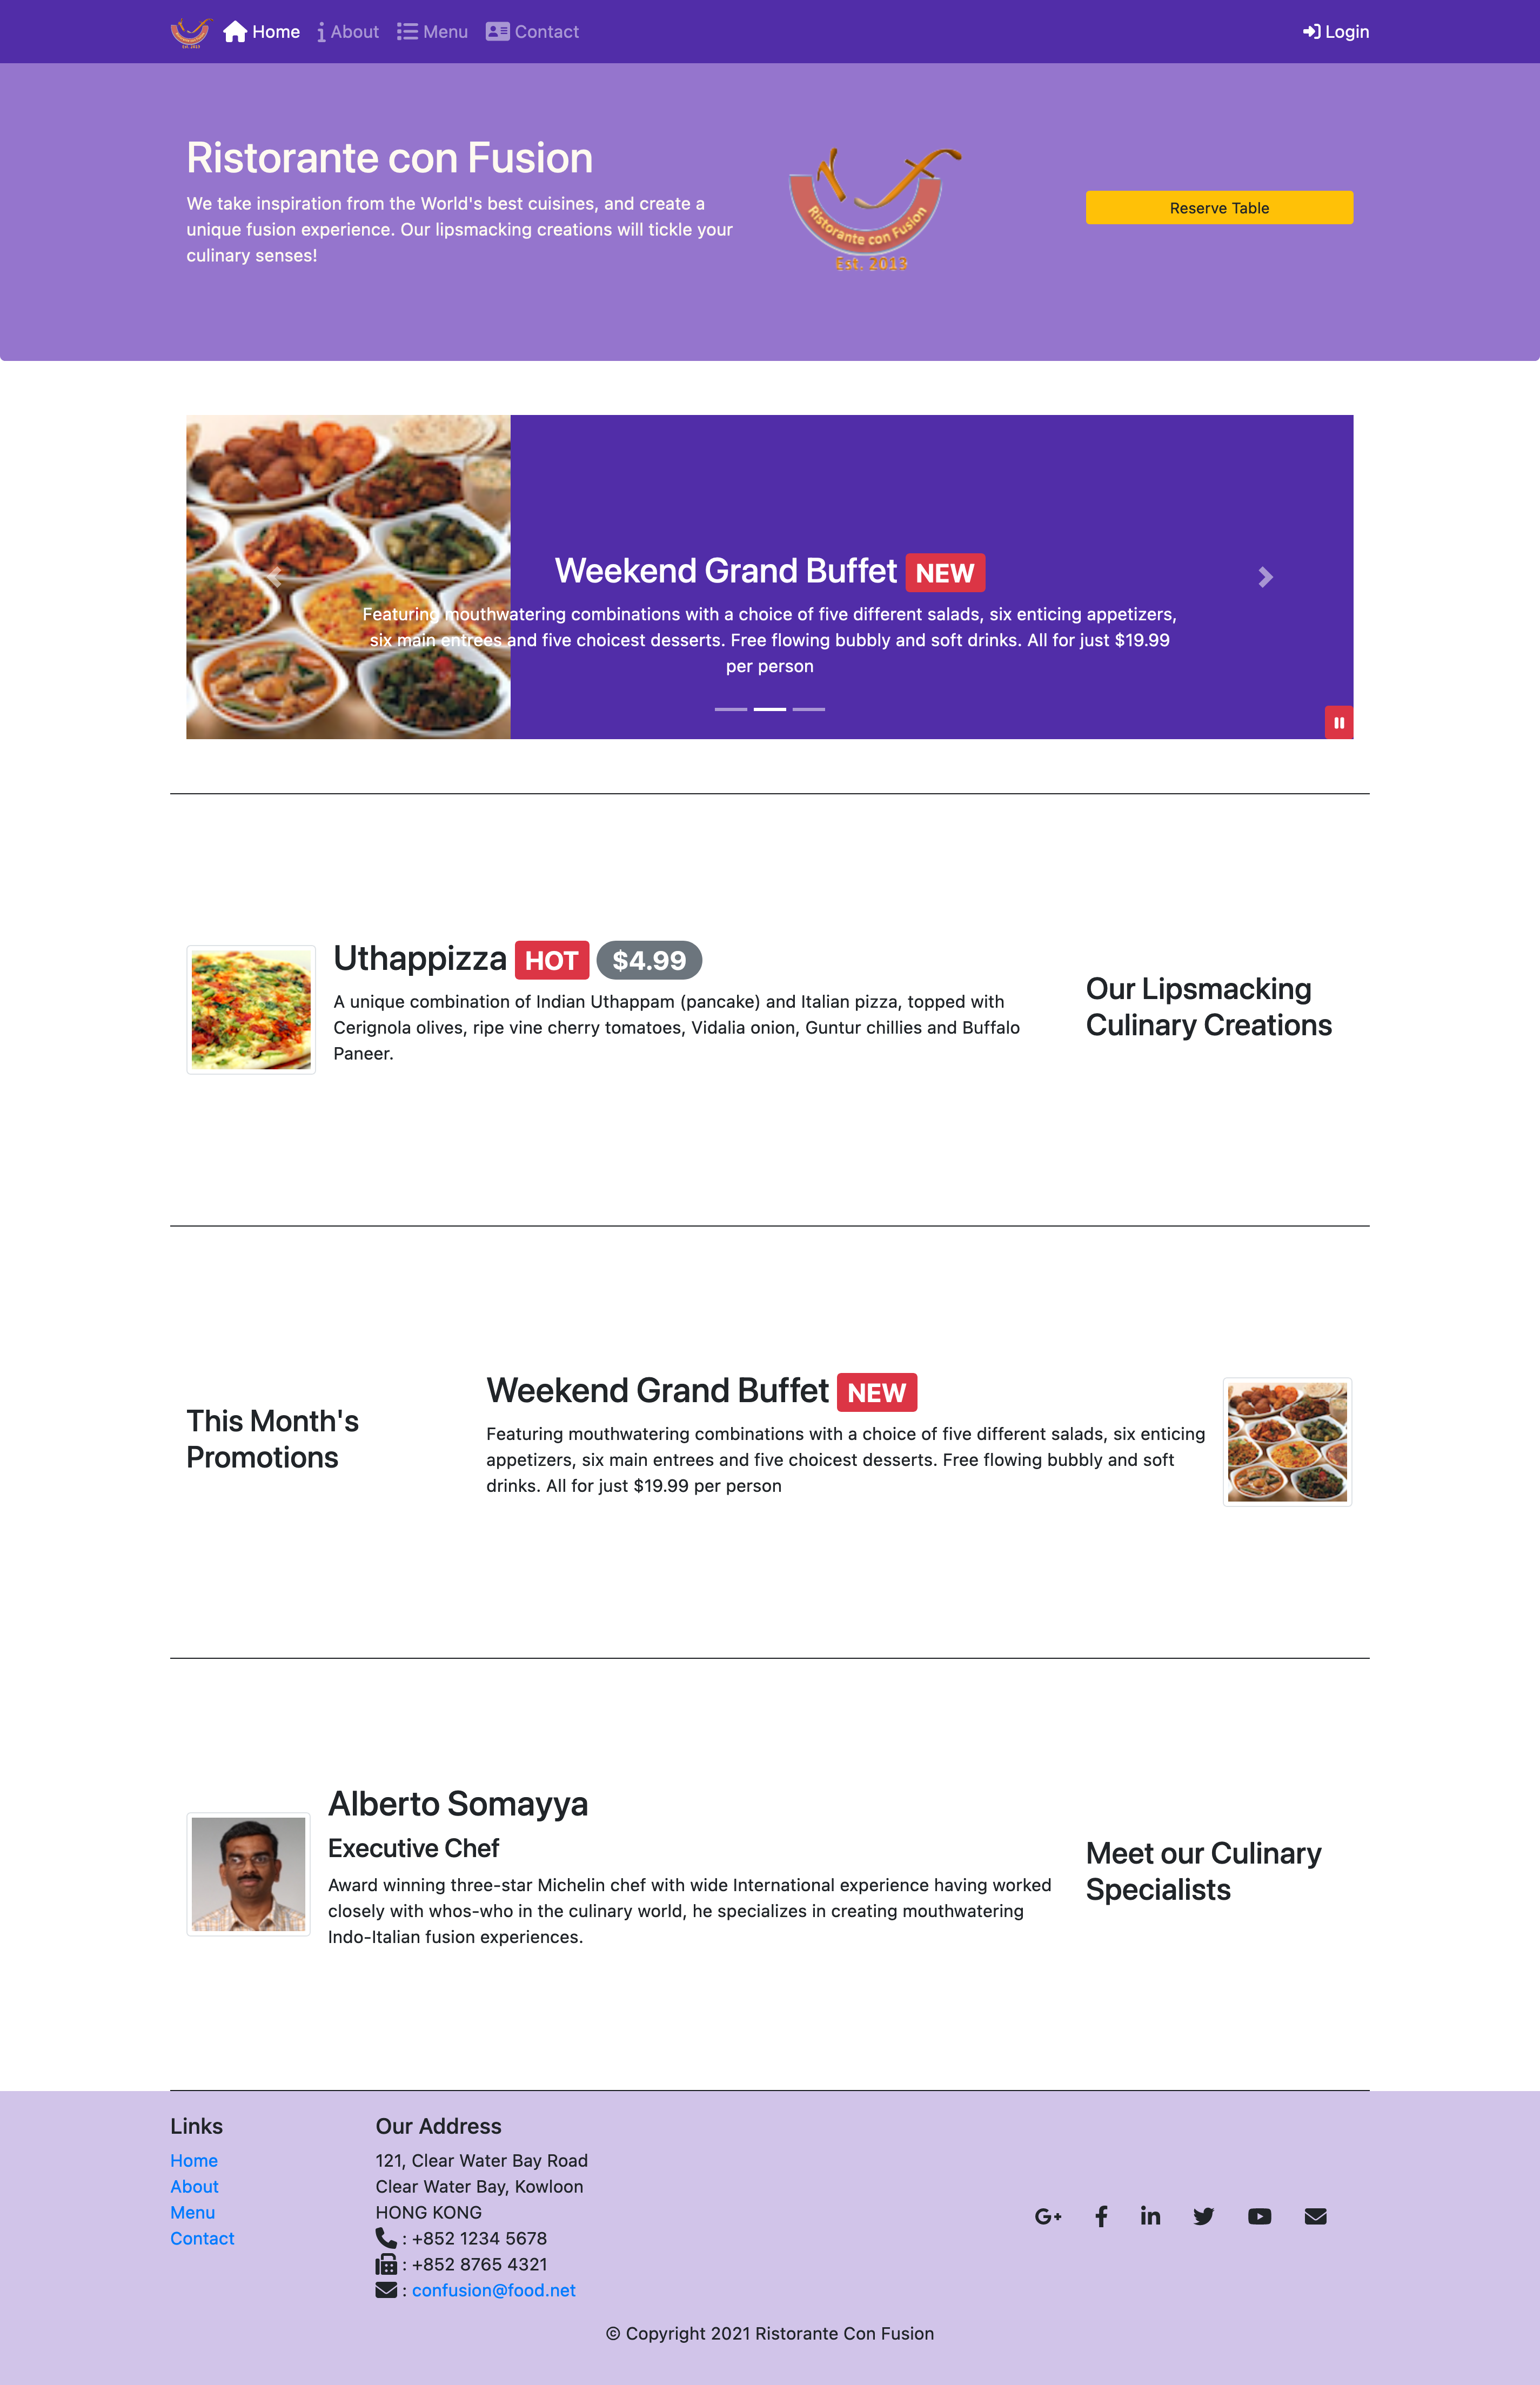 Est. 2013
Home
About
Menu
Contact
Login
Ristorante con Fusion
We take inspiration from the World's best cuisines, and create a
unique fusion experience. Our lipsmacking creations will tickle your
culinary senses!
Ristorante con Fusion
Est. 2013
Reserve Table
Weekend Grand Buffet NEW
Featuring mouthwatering combinations with a choice of five different salads, six enticing appetizers,
six main entrees and five choicest desserts. Free flowing bubbly and soft drinks. All for just $19.99
per person
Uthappizza HOT $4.99
A unique combination of Indian Uthappam (pancake) and Italian pizza, topped with
Cerignola olives, ripe vine cherry tomatoes, Vidalia onion, Guntur chillies and Buffalo
Paneer.
Our Lipsmacking
Culinary Creations
This Month's
Promotions
Weekend Grand Buffet NEW
Featuring mouthwatering combinations with a choice of five different salads, six enticing
appetizers, six main entrees and five choicest desserts. Free flowing bubbly and soft
drinks. All for just $19.99 per person
Alberto Somayya
Executive Chef
Award winning three-star Michelin chef with wide International experience having worked
closely with whos-who in the culinary world, he specializes in creating mouthwatering
Indo-Italian fusion experiences.
Meet our Culinary
Specialists
Links
Home
About
Menu
Contact
Our Address
121, Clear Water Bay Road
Clear Water Bay, Kowloon
HONG KONG
: +852 1234 5678
: +852 8765 4321
: confusion@food.net
© Copyright 2021 Ristorante Con Fusion